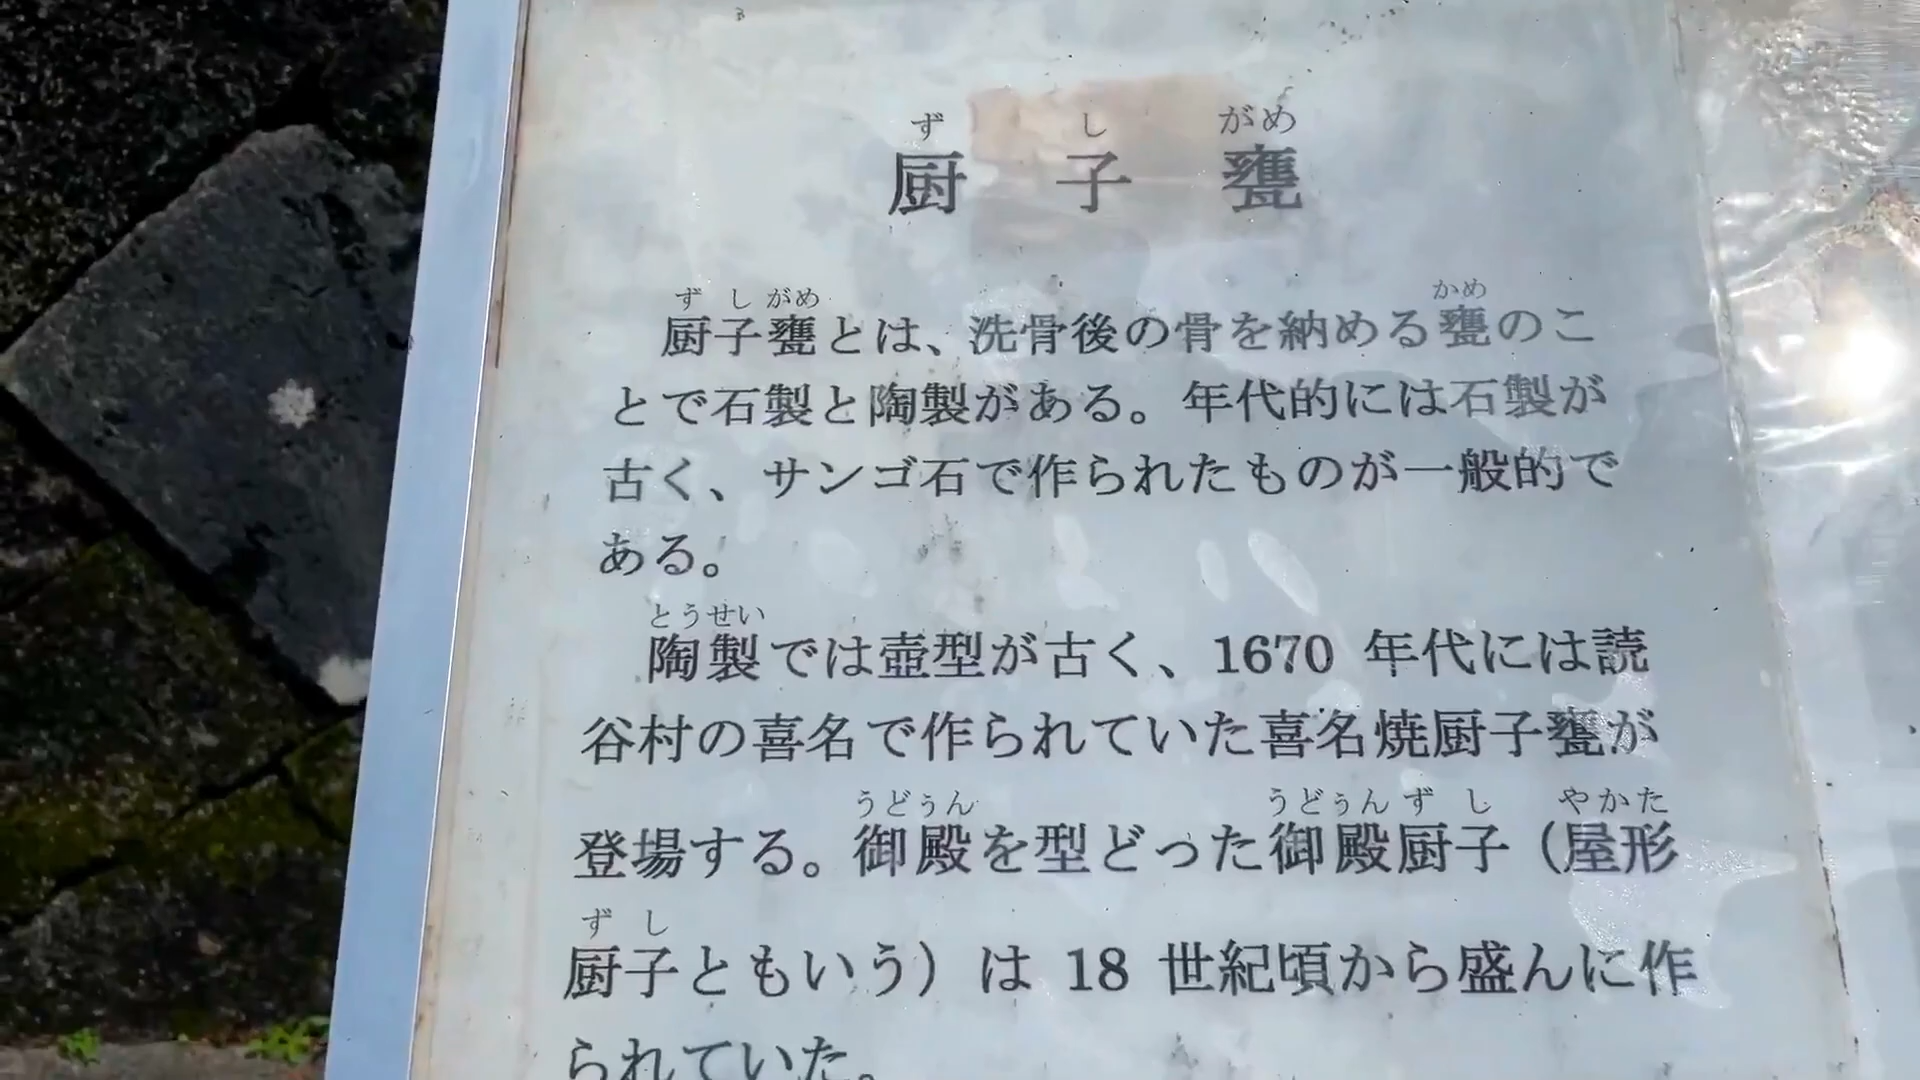 ず し がめ
厨子甕
ず し がめ かめ
厨子甕とは、洗骨後の骨を納める甕のこ
とで石製と陶製がある。年代的には石製が
古く、サンゴ石で作られたものが一般的で
ある。
とうせい
陶製では壺型が古く、1670 年代には読
谷村の喜名で作られていた喜名焼厨子甕が
うどぅん うどぅん ず し やかた
登場する。御殿を型どった御殿厨子（屋形
ず し
厨子ともいう）は 18 世紀頃から盛んに作
られていた。